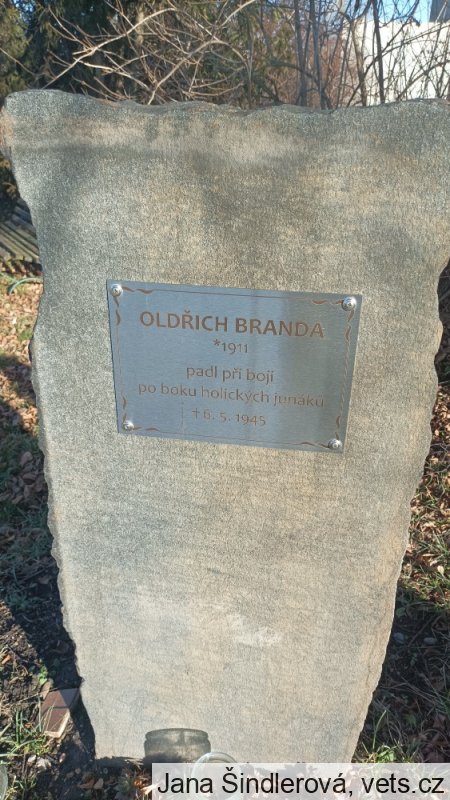 OLDŘICH BRANDA
*1911
padl při boji
po boku holických junáků
✝6. 5. 1945
Jana Šindlerová, vets.cz